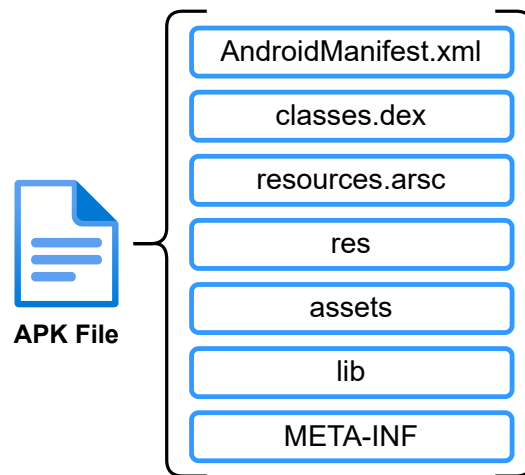 AndroidManifest.xml
classes.dex
resources.arsc
res
assets
lib
META-INF
APK File